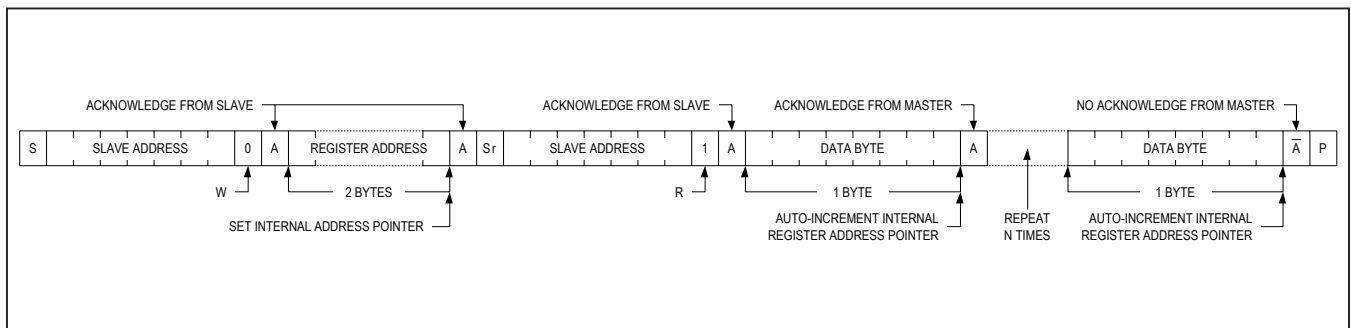 ACKNOWLEDGE FROM SLAVE
ACKNOWLEDGE FROM SLAVE
ACKNOWLEDGE FROM MASTER
NO ACKNOWLEDGE FROM MASTER
S SLAVE ADDRESS 0 A REGISTER ADDRESS A Sr SLAVE ADDRESS 1 A DATA BYTE A DATA BYTE A̅ P
W 2 BYTES R 1 BYTE 1 BYTE
SET INTERNAL ADDRESS POINTER
AUTO-INCREMENT INTERNAL
REGISTER ADDRESS POINTER
REPEAT
N TIMES
AUTO-INCREMENT INTERNAL
REGISTER ADDRESS POINTER